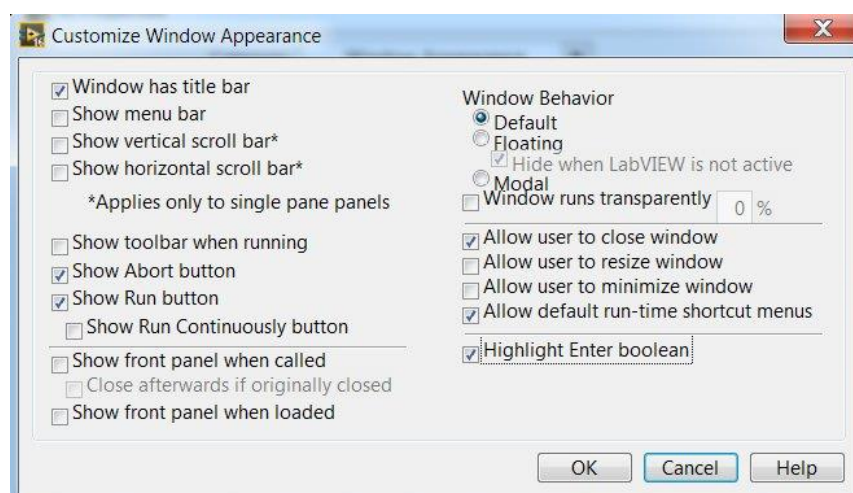 Customize Window Appearance
Window has title bar
Show menu bar
Show vertical scroll bar*
Show horizontal scroll bar*
*Applies only to single pane panels
Show toolbar when running
Show Abort button
Show Run button
Show Run Continuously button
Show front panel when called
Close afterwards if originally closed
Show front panel when loaded
Window Behavior
Default
Floating
Hide when LabVIEW is not active
Modal
Window runs transparently 0 %
Allow user to close window
Allow user to resize window
Allow user to minimize window
Allow default run-time shortcut menus
Highlight Enter boolean
OK Cancel Help